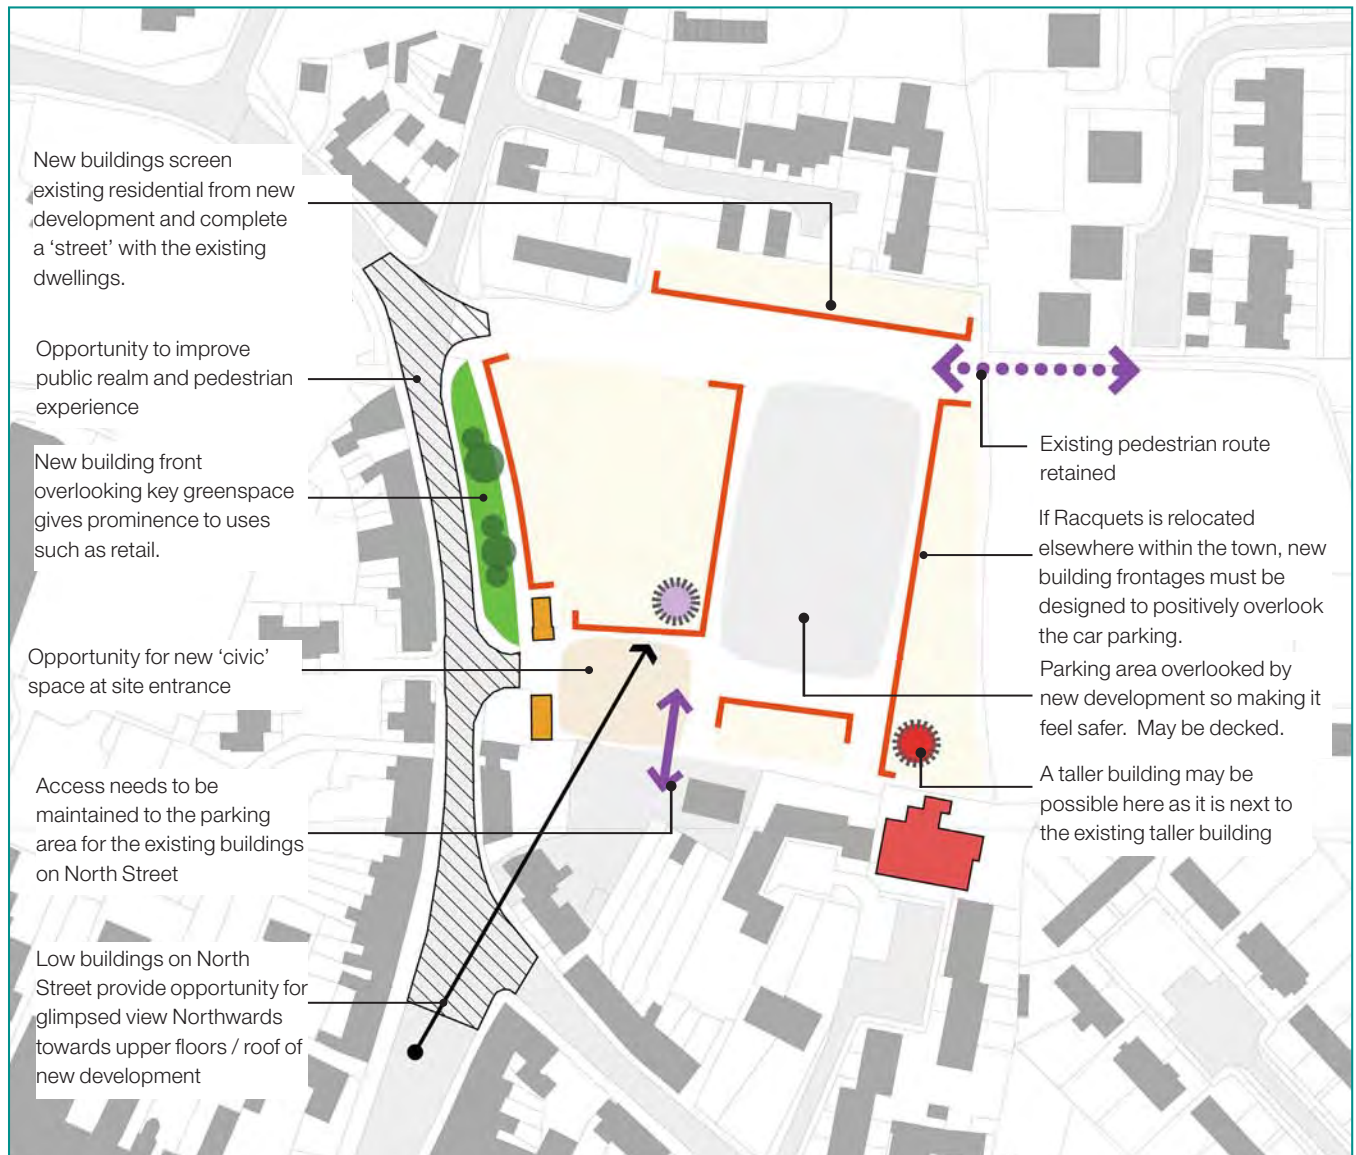 New buildings screen
existing residential from new
development and complete
a ‘street’ with the existing
dwellings.
Opportunity to improve
public realm and pedestrian
experience
New building front
overlooking key greenspace
gives prominence to uses
such as retail.
Opportunity for new ‘civic’
space at site entrance
Access needs to be
maintained to the parking
area for the existing buildings
on North Street
Low buildings on North
Street provide opportunity for
glimpsed view Northwards
towards upper floors / roof of
new development
Existing pedestrian route
retained
If Racquets is relocated
elsewhere within the town, new
building frontages must be
designed to positively overlook
the car parking.
Parking area overlooked by
new development so making it
feel safer. May be decked.
A taller building may be
possible here as it is next to
the existing taller building